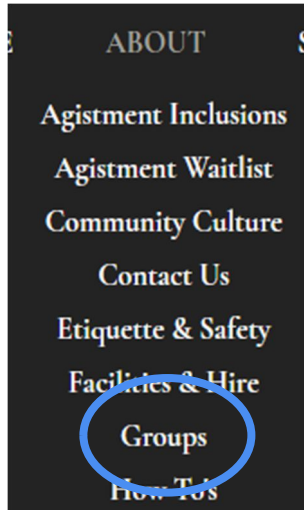 ABOUT
Agistment Inclusions
Agistment Waitlist
Community Culture
Contact Us
Etiquette & Safety
Facilities & Hire
Groups
How To's